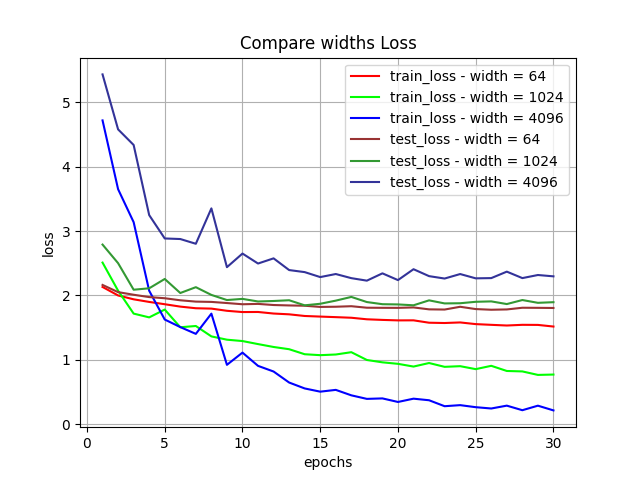 Compare widths Loss
train_loss - width = 64
train_loss - width = 1024
train_loss - width = 4096
test_loss - width = 64
test_loss - width = 1024
test_loss - width = 4096
loss
5
4
3
2
1
0
0 5 10 15 20 25 30
epochs